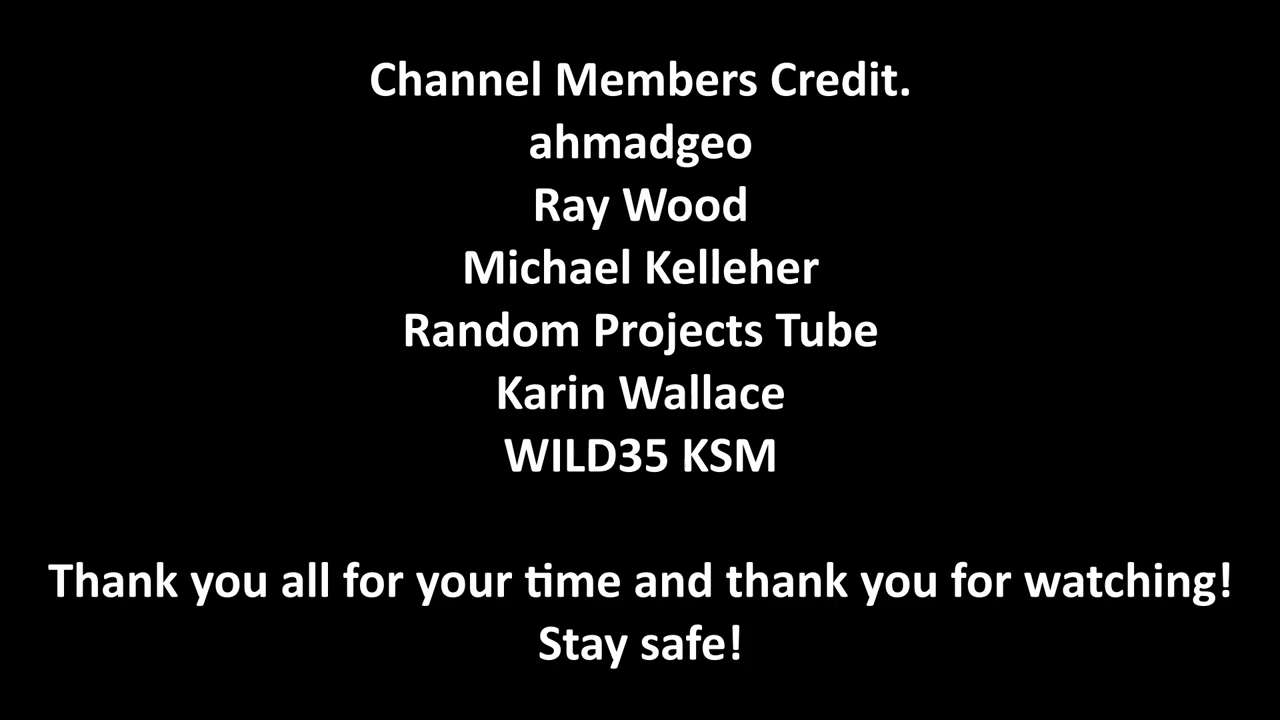 Channel Members Credit.
ahmadgeo
Ray Wood
Michael Kelleher
Random Projects Tube
Karin Wallace
WILD35 KSM
Thank you all for your time and thank you for watching!
Stay safe!